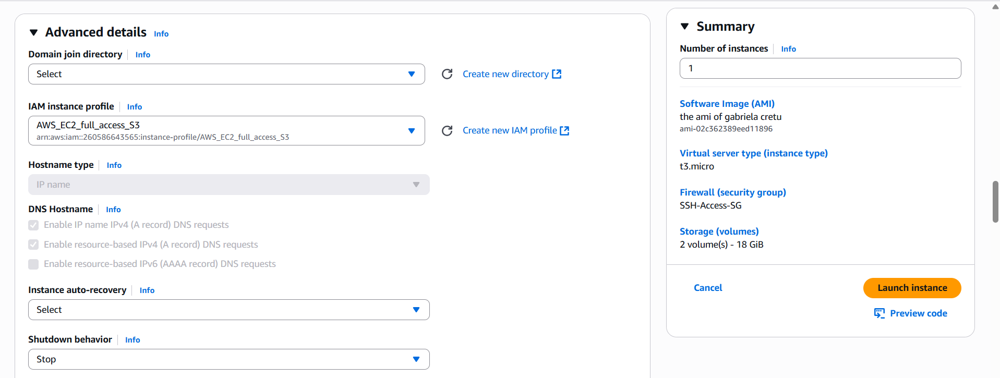 Advanced details Info
Domain join directory Info
Select
Create new directory
IAM instance profile Info
AWS_EC2_full_access_S3
arn:aws:iam::260586643565:instance-profile/AWS_EC2_full_access_S3
Create new IAM profile
Hostname type Info
IP name
DNS Hostname Info
Enable IP name IPv4 (A record) DNS requests
Enable resource-based IPv4 (A record) DNS requests
Enable resource-based IPv6 (AAAA record) DNS requests
Instance auto-recovery Info
Select
Shutdown behavior Info
Stop
Summary
Number of instances Info
1
Software Image (AMI)
the ami of gabriela cretu
ami-02c362389eed11896
Virtual server type (instance type)
t3.micro
Firewall (security group)
SSH-Access-SG
Storage (volumes)
2 volume(s) - 18 GiB
Cancel
Launch instance
Preview code